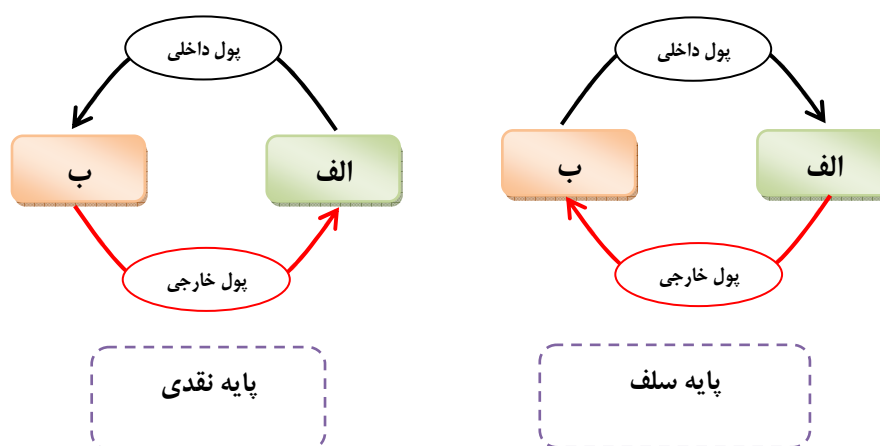 پول داخلی
پول داخلی
الف
ب
الف
ب
پول خارجی
پول خارجی
پایه سلف
پایه نقدی